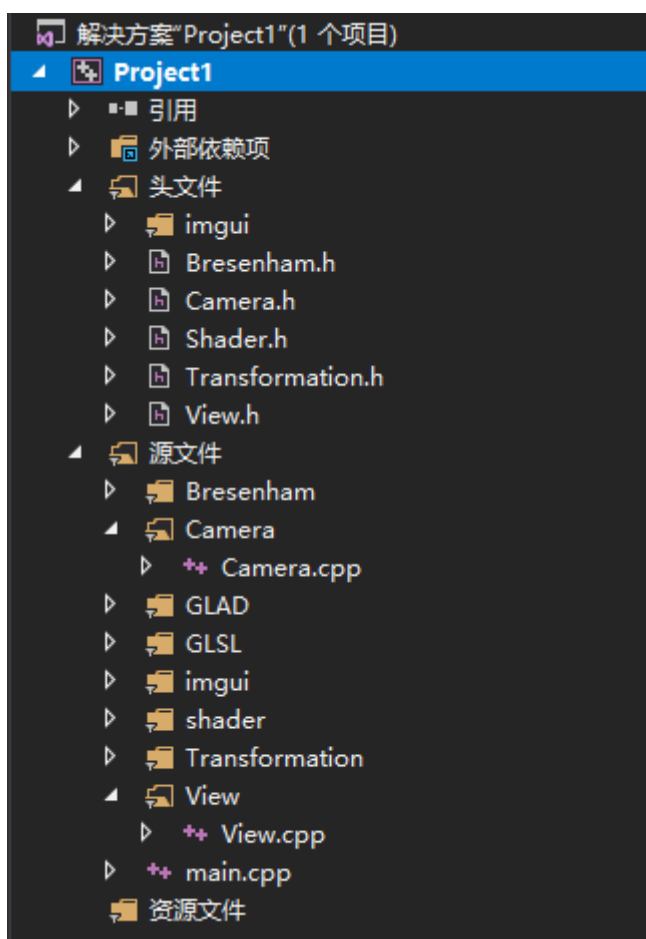 解决方案"Project1"(1 个项目)
Project1
引用
外部依赖项
头文件
imgui
Bresenham.h
Camera.h
Shader.h
Transformation.h
View.h
源文件
Bresenham
Camera
Camera.cpp
GLAD
GLSL
imgui
shader
Transformation
View
View.cpp
main.cpp
资源文件